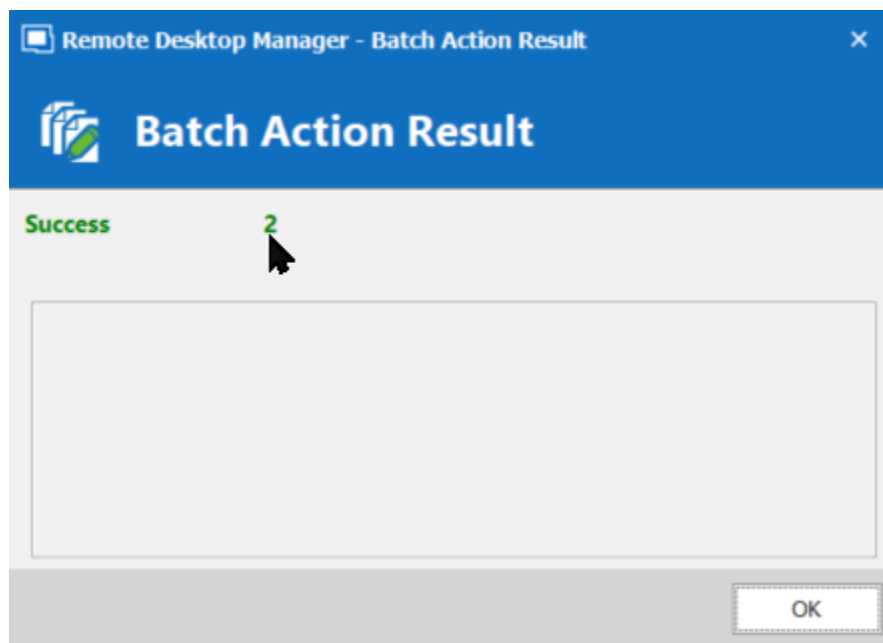 Remote Desktop Manager - Batch Action Result
Batch Action Result
Success 2
OK